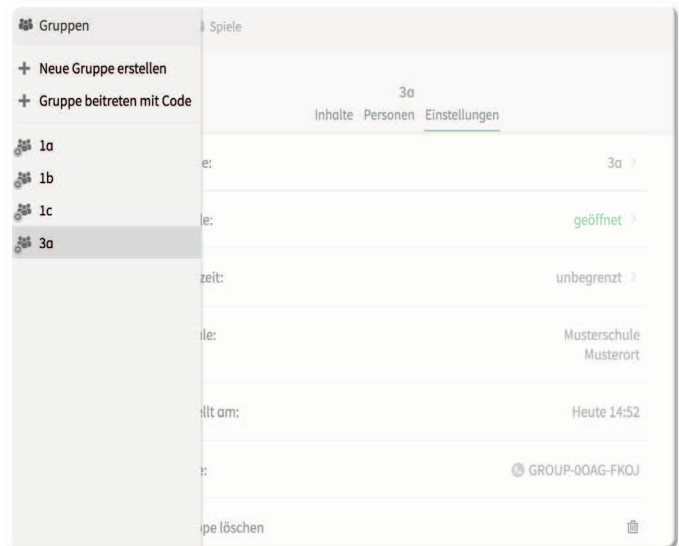 Gruppen
Spiele
+ Neue Gruppe erstellen
+ Gruppe beitreten mit Code
1a
1b
1c
3a
3a
Inhalte Personen Einstellungen
e: 3a
le: geöffnet
zeit: unbegrenzt
ule: Musterschule
Musterort
ellt am: Heute 14:52
e: GROUP-0OAG-FKOJ
ppe löschen